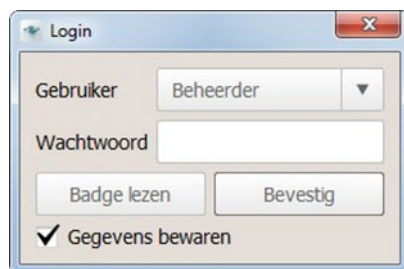 Login
Gebruiker Beheerder
Wachtwoord
Badge lezen Bevestig
Gegevens bewaren